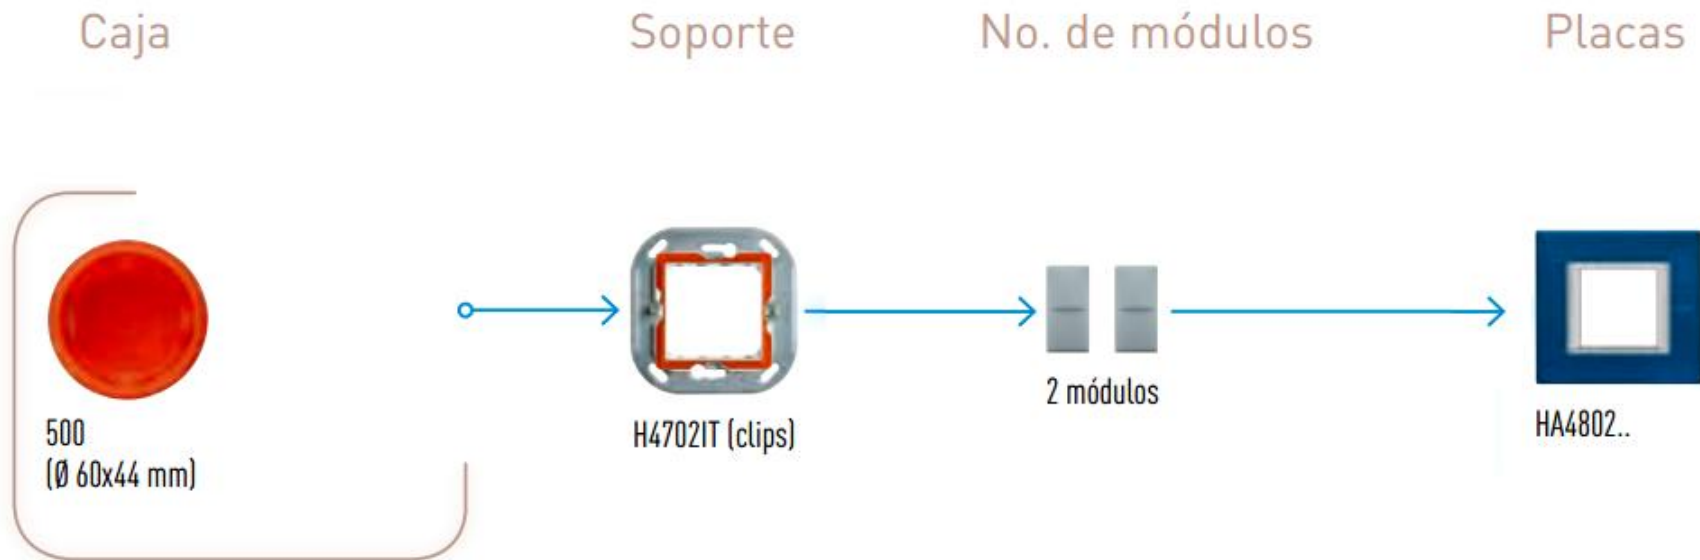 Caja
Soporte
No. de módulos
Placas
500
(Ø 60x44 mm)
H4702IT (clips)
2 módulos
HA4802..